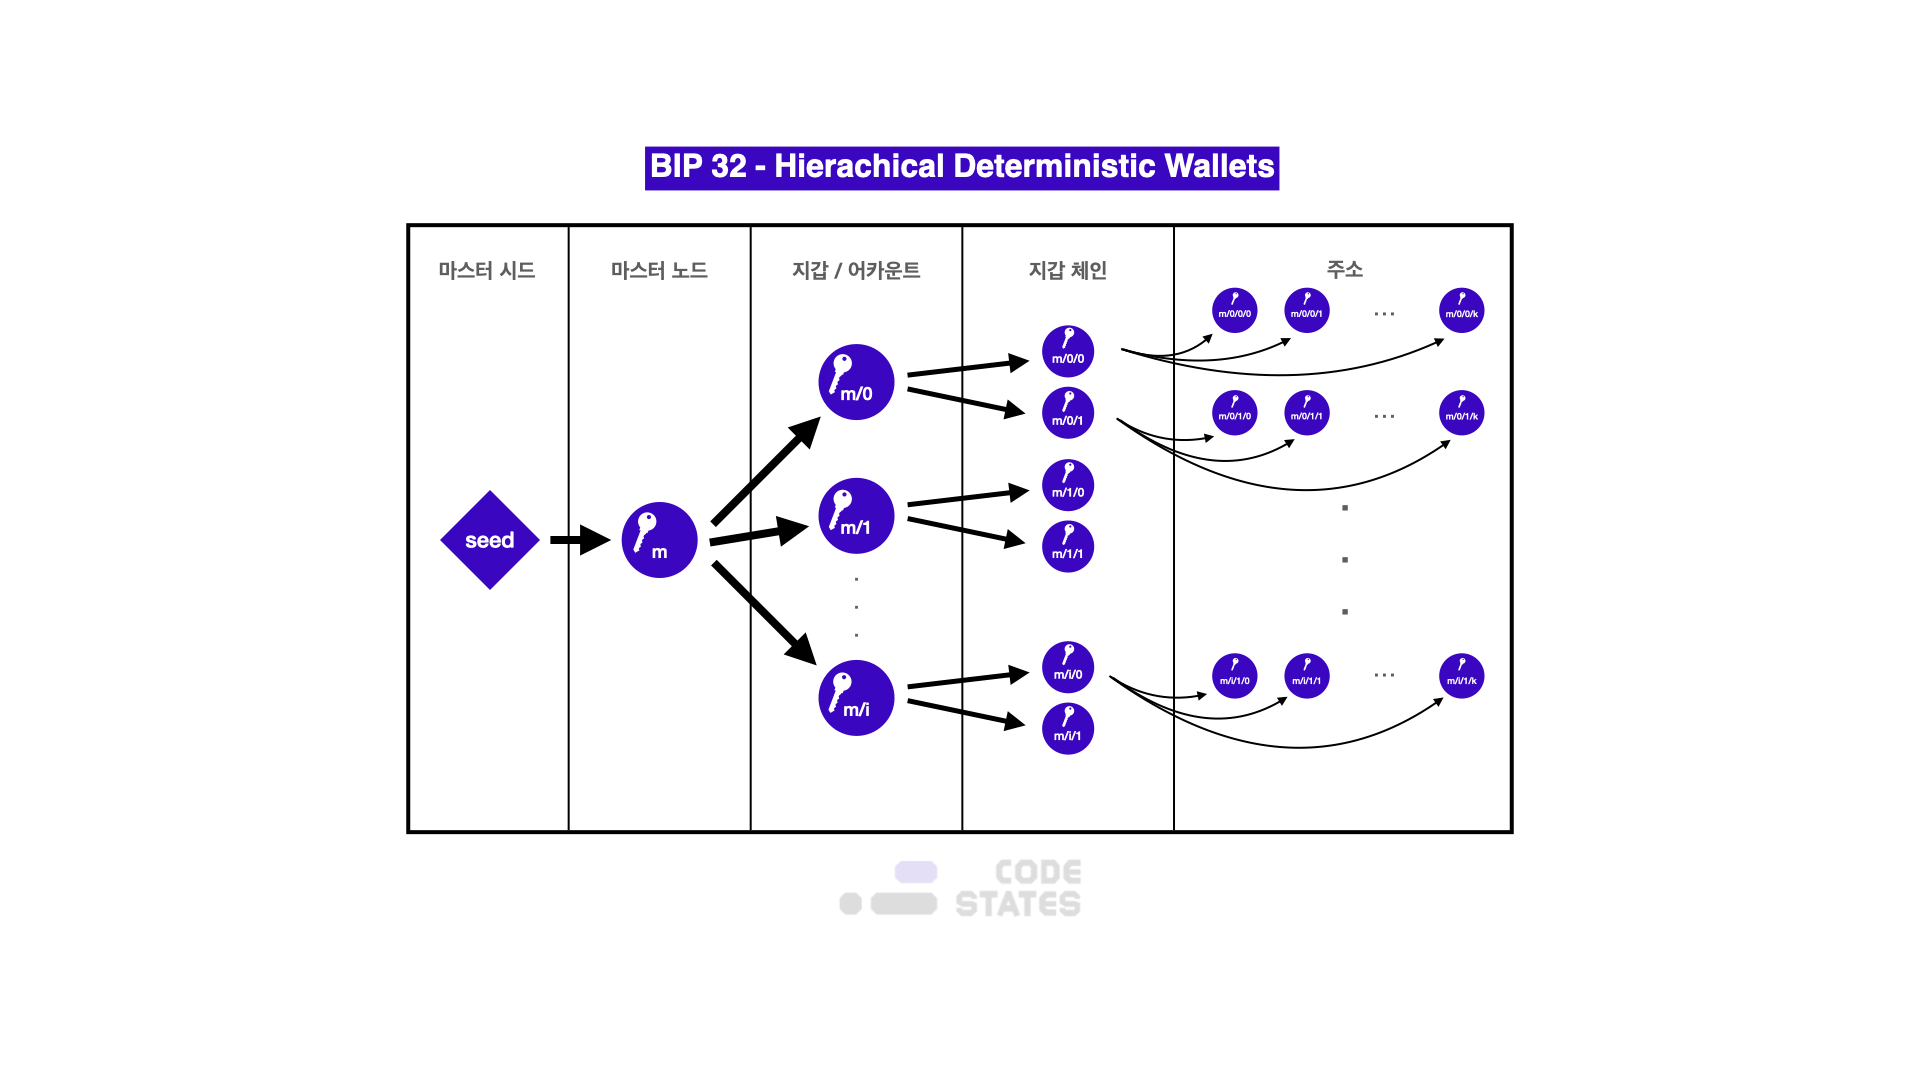 BIP 32 - Hierachical Deterministic Wallets
마스터 시드
마스터 노드
지갑 / 어카운트
지갑 체인
주소
seed
m
m/0
m/1
.
.
.
m/i
m/0/0
m/0/1
m/1/0
m/1/1
m/i/0
m/i/1
m/0/0/0 m/0/0/1 ... m/0/0/k
m/0/1/0 m/0/1/1 ... m/0/1/k
.
.
.
m/i/1/0 m/i/1/1 ... m/i/1/k
CODE
STATES